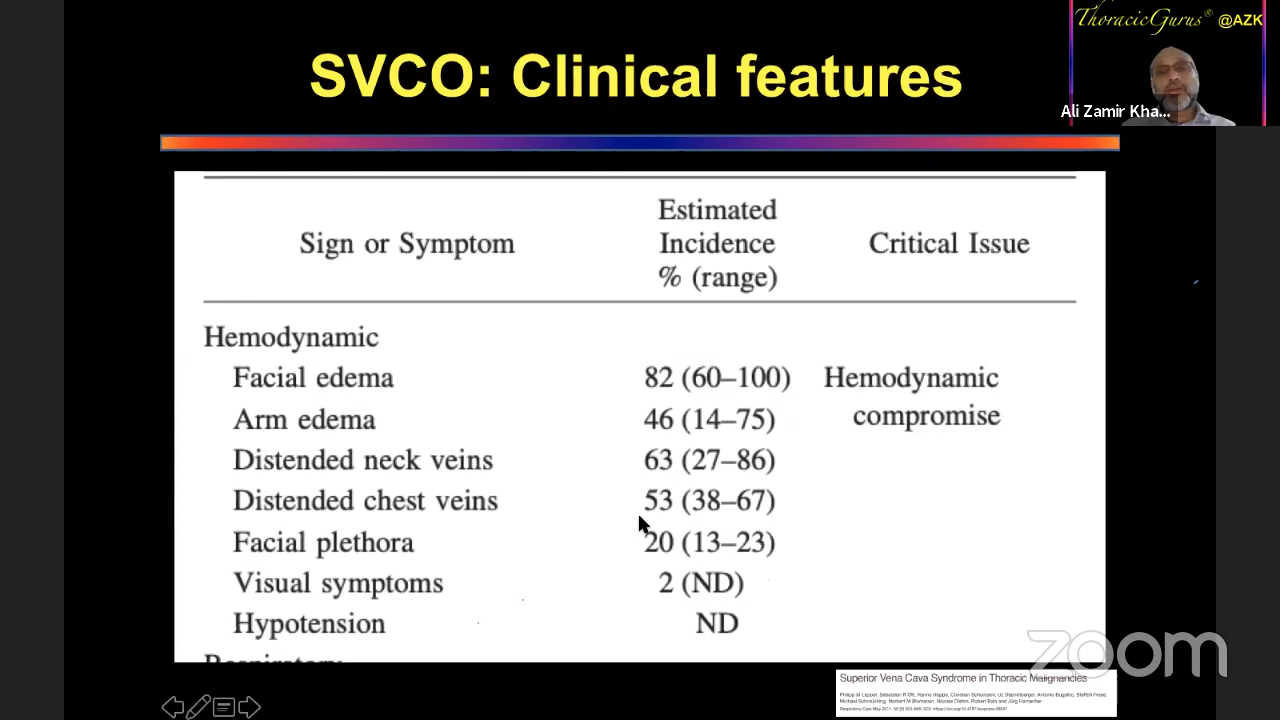 ThoracicGurus® @AZK
SVCO: Clinical features
Ali Zamir Kha...
Sign or Symptom
Estimated
Incidence
% (range)
Critical Issue
Hemodynamic
Facial edema 82 (60–100) Hemodynamic
compromise
Arm edema 46 (14–75)
Distended neck veins 63 (27–86)
Distended chest veins 53 (38–67)
Facial plethora 20 (13–23)
Visual symptoms 2 (ND)
Hypotension ND
Respiratory
zoom
Superior Vena Cava Syndrome in Thoracic Malignancies